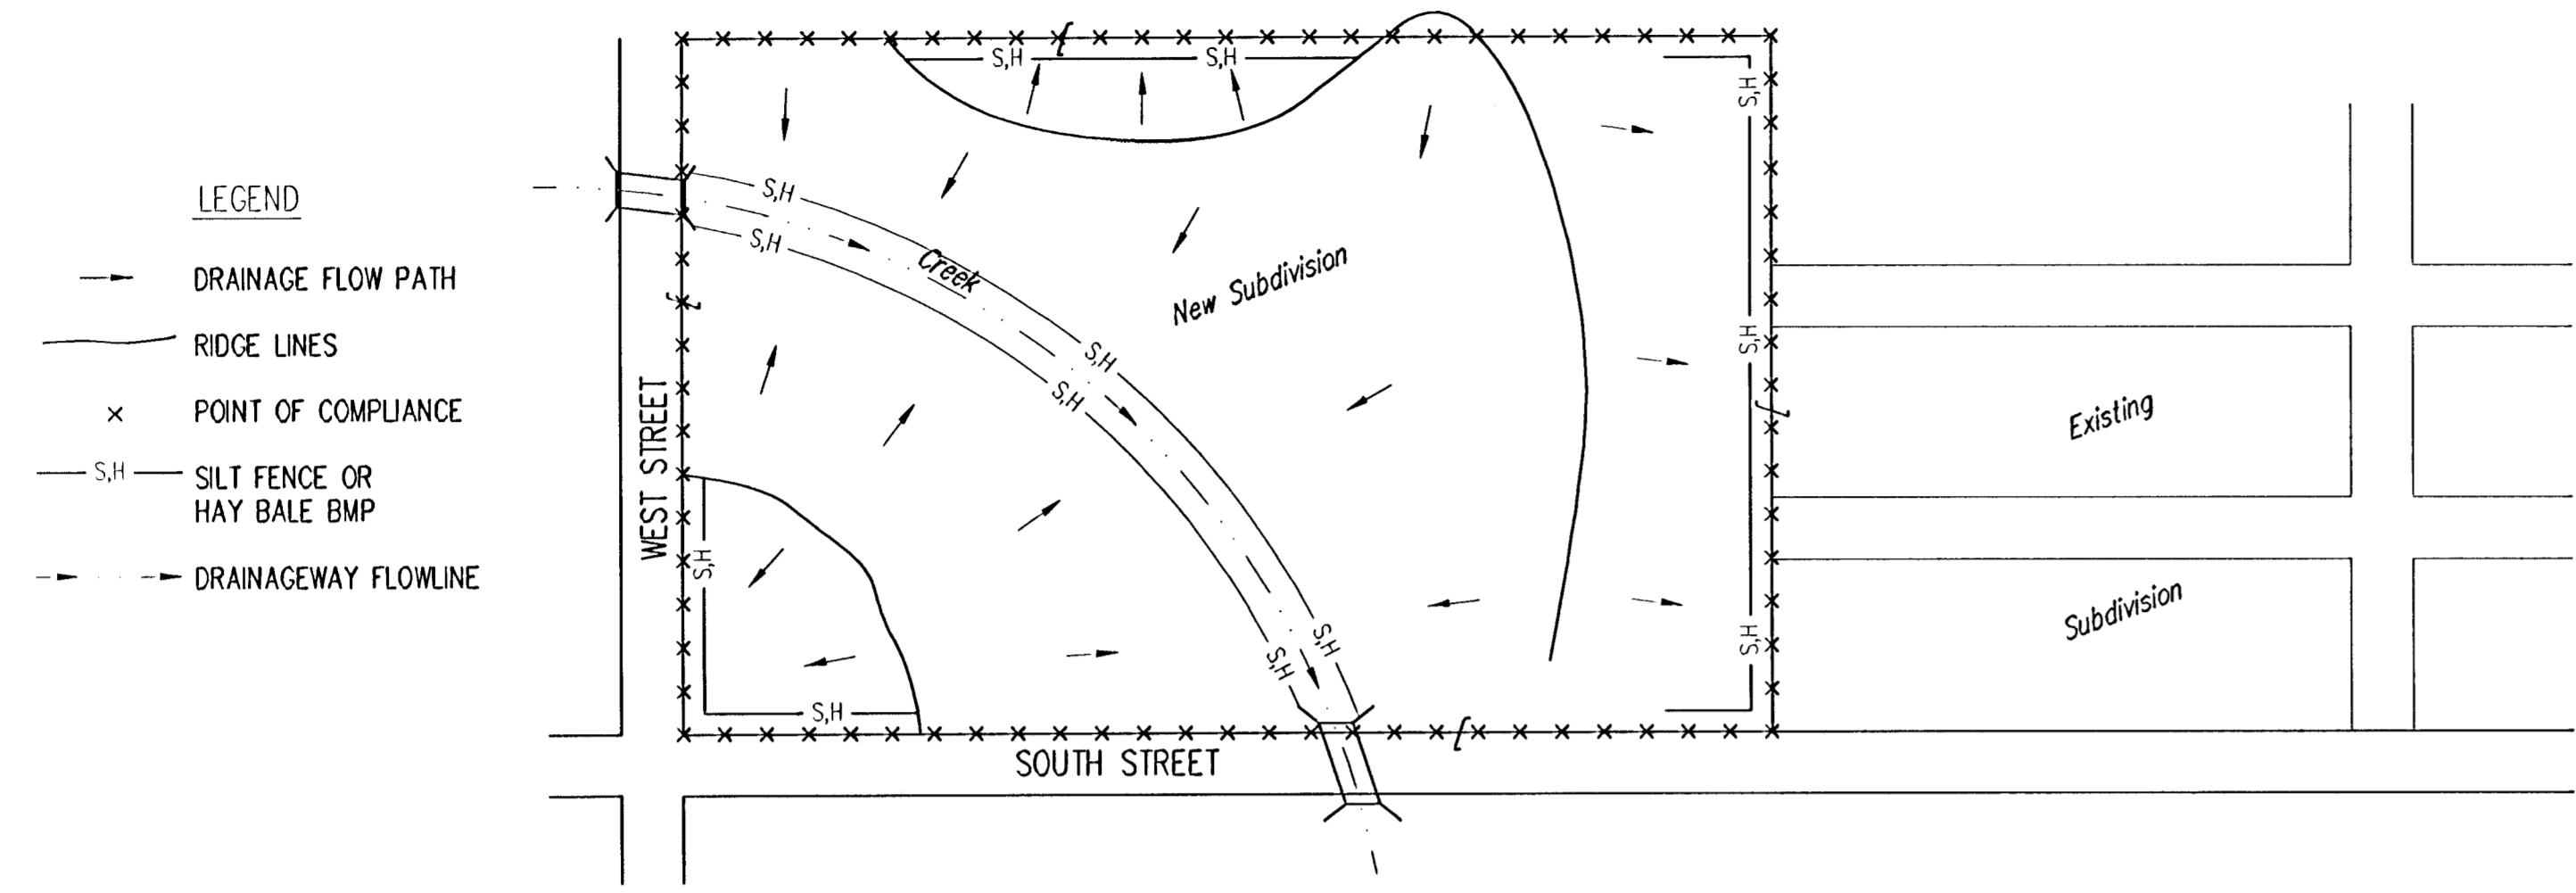 LEGEND
DRAINAGE FLOW PATH
RIDGE LINES
× POINT OF COMPLIANCE
S,H SILT FENCE OR
HAY BALE BMP
DRAINAGEWAY FLOWLINE
S,H
S,H
S,H
S,H
S,H
S,H
S,H
S,H
S,H
S,H
S,H
S,H
S,H
Creek
New Subdivision
WEST STREET
SOUTH STREET
Existing
Subdivision